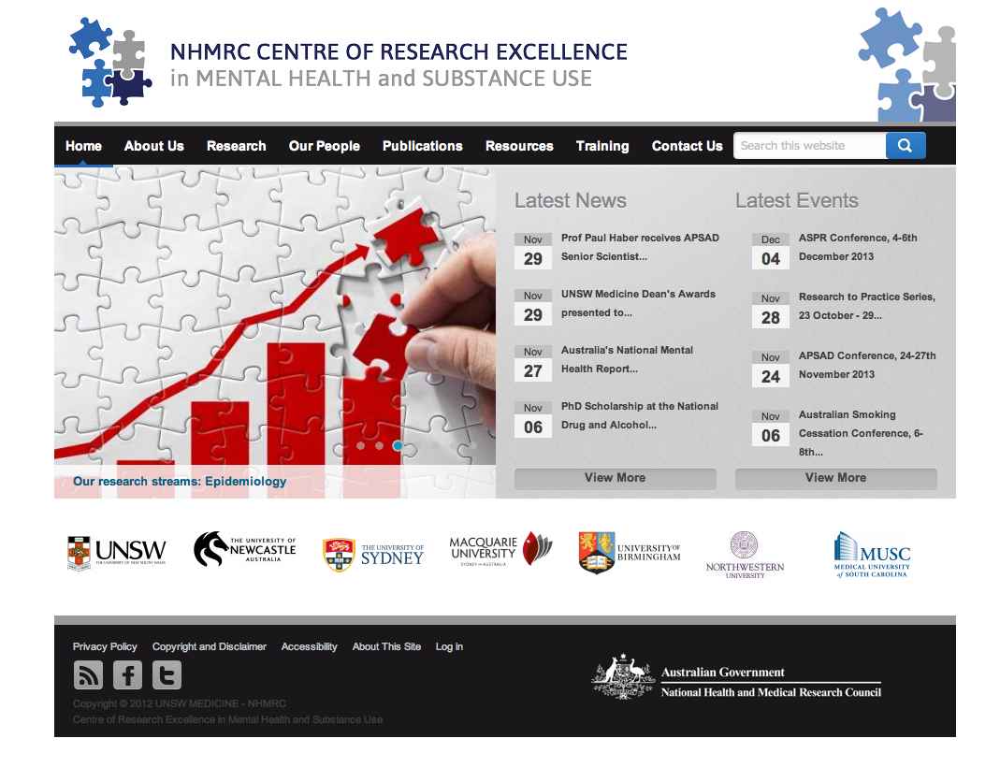 NHMRC CENTRE OF RESEARCH EXCELLENCE
in MENTAL HEALTH and SUBSTANCE USE
Home About Us Research Our People Publications Resources Training Contact Us Search this website
Latest News
Nov 29 Prof Paul Haber receives APSAD
Senior Scientist...
Nov 29 UNSW Medicine Dean's Awards
presented to...
Nov 27 Australia's National Mental
Health Report...
Nov 06 PhD Scholarship at the National
Drug and Alcohol...
View More
Latest Events
Dec 04 ASPR Conference, 4-6th
December 2013
Nov 28 Research to Practice Series,
23 October - 29...
Nov 24 APSAD Conference, 24-27th
November 2013
Nov 06 Australian Smoking
Cessation Conference, 6-
8th...
View More
Our research streams: Epidemiology
UNSW
THE UNIVERSITY OF NEW SOUTH WALES
THE UNIVERSITY OF
NEWCASTLE
AUSTRALIA
THE UNIVERSITY OF
SYDNEY
MACQUARIE
UNIVERSITY
SYDNEY~AUSTRALIA
UNIVERSITY OF
BIRMINGHAM
NORTHWESTERN
UNIVERSITY
MUSC
MEDICAL UNIVERSITY
of SOUTH CAROLINA
Privacy Policy Copyright and Disclaimer Accessibility About This Site Log in
Copyright © 2012 UNSW MEDICINE - NHMRC
Centre of Research Excellence in Mental Health and Substance Use
Australian Government
National Health and Medical Research Council